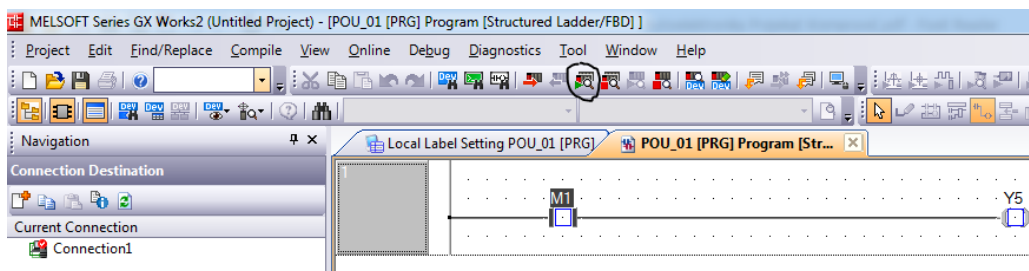 MELSOFT Series GX Works2 (Untitled Project) - [POU_01 [PRG] Program [Structured Ladder/FBD] ]
Project Edit Find/Replace Compile View Online Debug Diagnostics Tool Window Help
Navigation
Local Label Setting POU_01 [PRG]
POU_01 [PRG] Program [Str...
Connection Destination
1
M1
Y5
Current Connection
Connection1